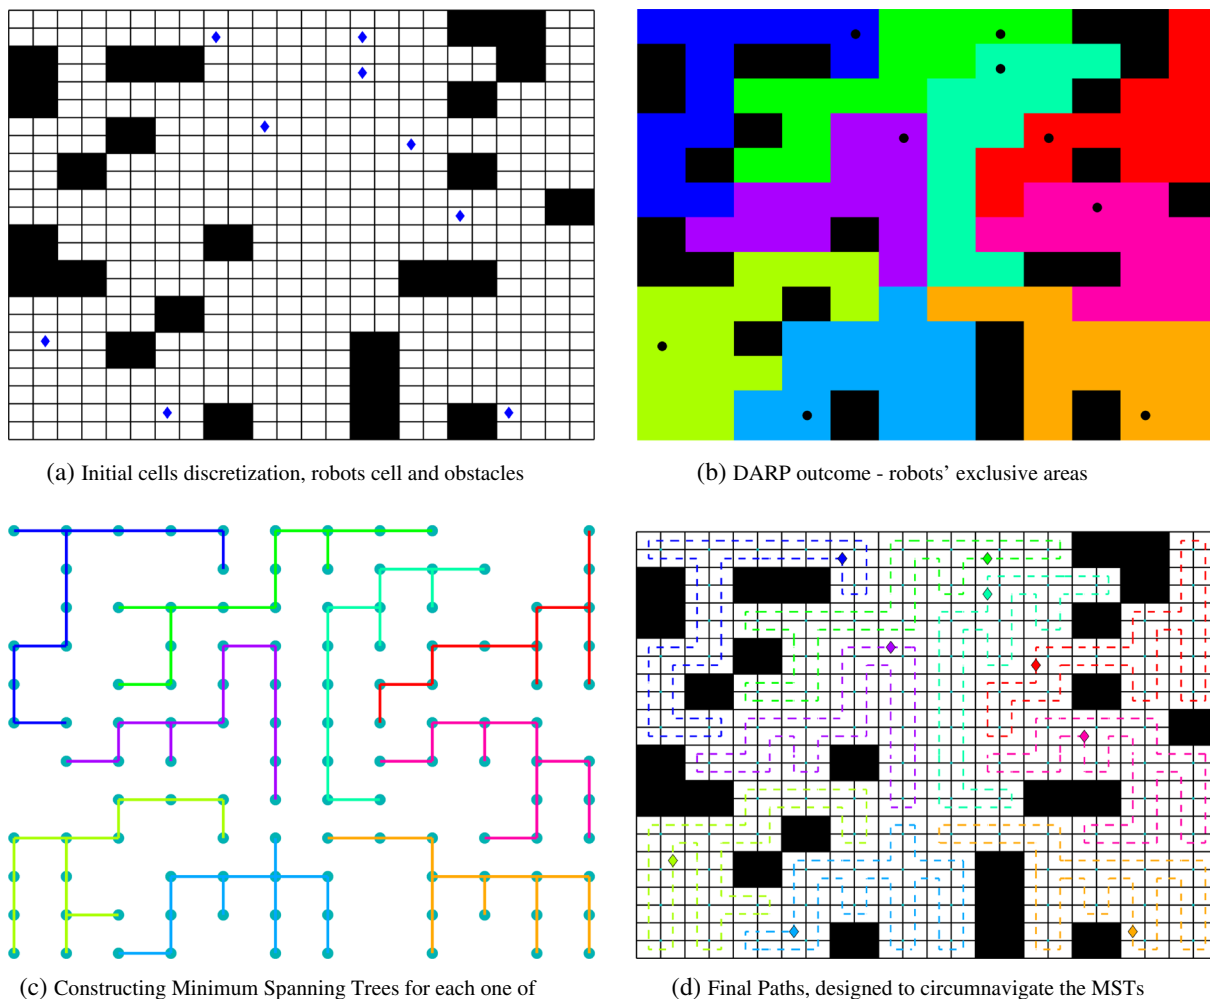 (a) Initial cells discretization, robots cell and obstacles
(b) DARP outcome - robots' exclusive areas
(c) Constructing Minimum Spanning Trees for each one of
(d) Final Paths, designed to circumnavigate the MSTs